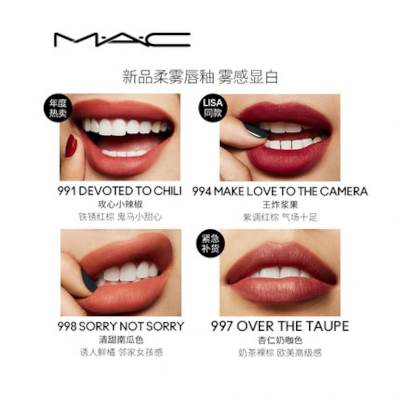 M·A·C
新品柔雾唇釉 雾感显白
年度
热卖
LISA
同款
991 DEVOTED TO CHILI
攻心小辣椒
铁锈红棕 鬼马小甜心
994 MAKE LOVE TO THE CAMERA
王炸浆果
紫调红棕 气场十足
紧急
补货
998 SORRY NOT SORRY
清甜南瓜色
诱人鲜橘 邻家女孩感
997 OVER THE TAUPE
杏仁奶咖色
奶茶裸棕 欧美高级感